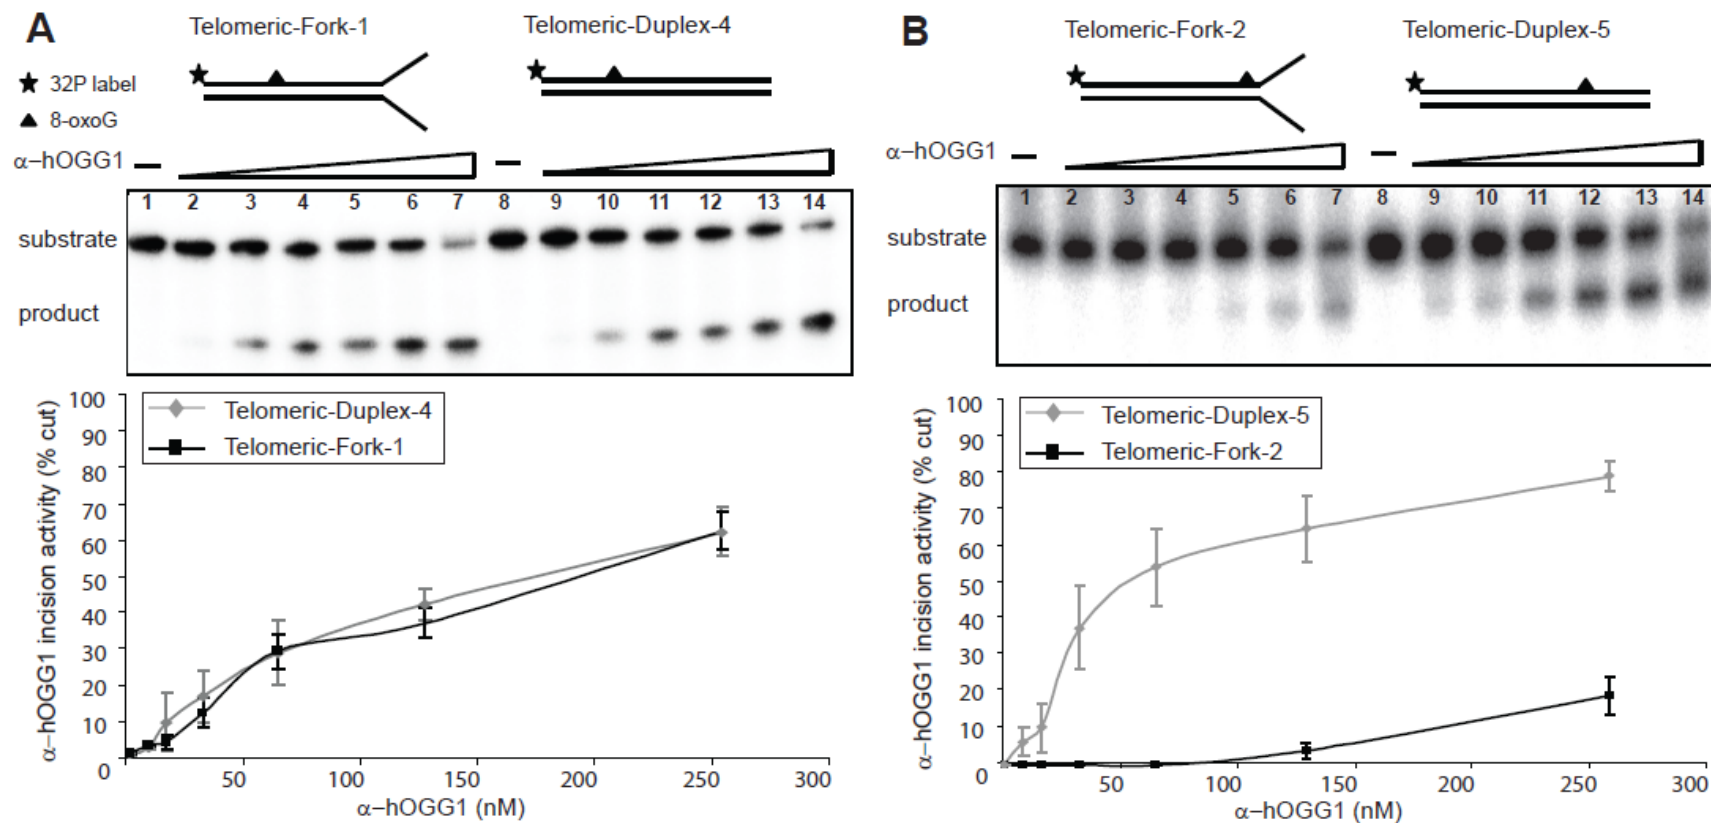 A
Telomeric-Fork-1
Telomeric-Duplex-4
32P label
8-oxoG
α–hOGG1 –
–
1 2 3 4 5 6 7 8 9 10 11 12 13 14
substrate
product
α–hOGG1 incision activity (% cut)
100
90
80
70
60
50
40
30
20
10
0
Telomeric-Duplex-4
Telomeric-Fork-1
50 100 150 200 250 300
α–hOGG1 (nM)
B
Telomeric-Fork-2
Telomeric-Duplex-5
α–hOGG1 –
–
1 2 3 4 5 6 7 8 9 10 11 12 13 14
substrate
product
α–hOGG1 incision activity (% cut)
100
90
80
70
60
50
40
30
20
10
0
Telomeric-Duplex-5
Telomeric-Fork-2
50 100 150 200 250 300
α–hOGG1 (nM)